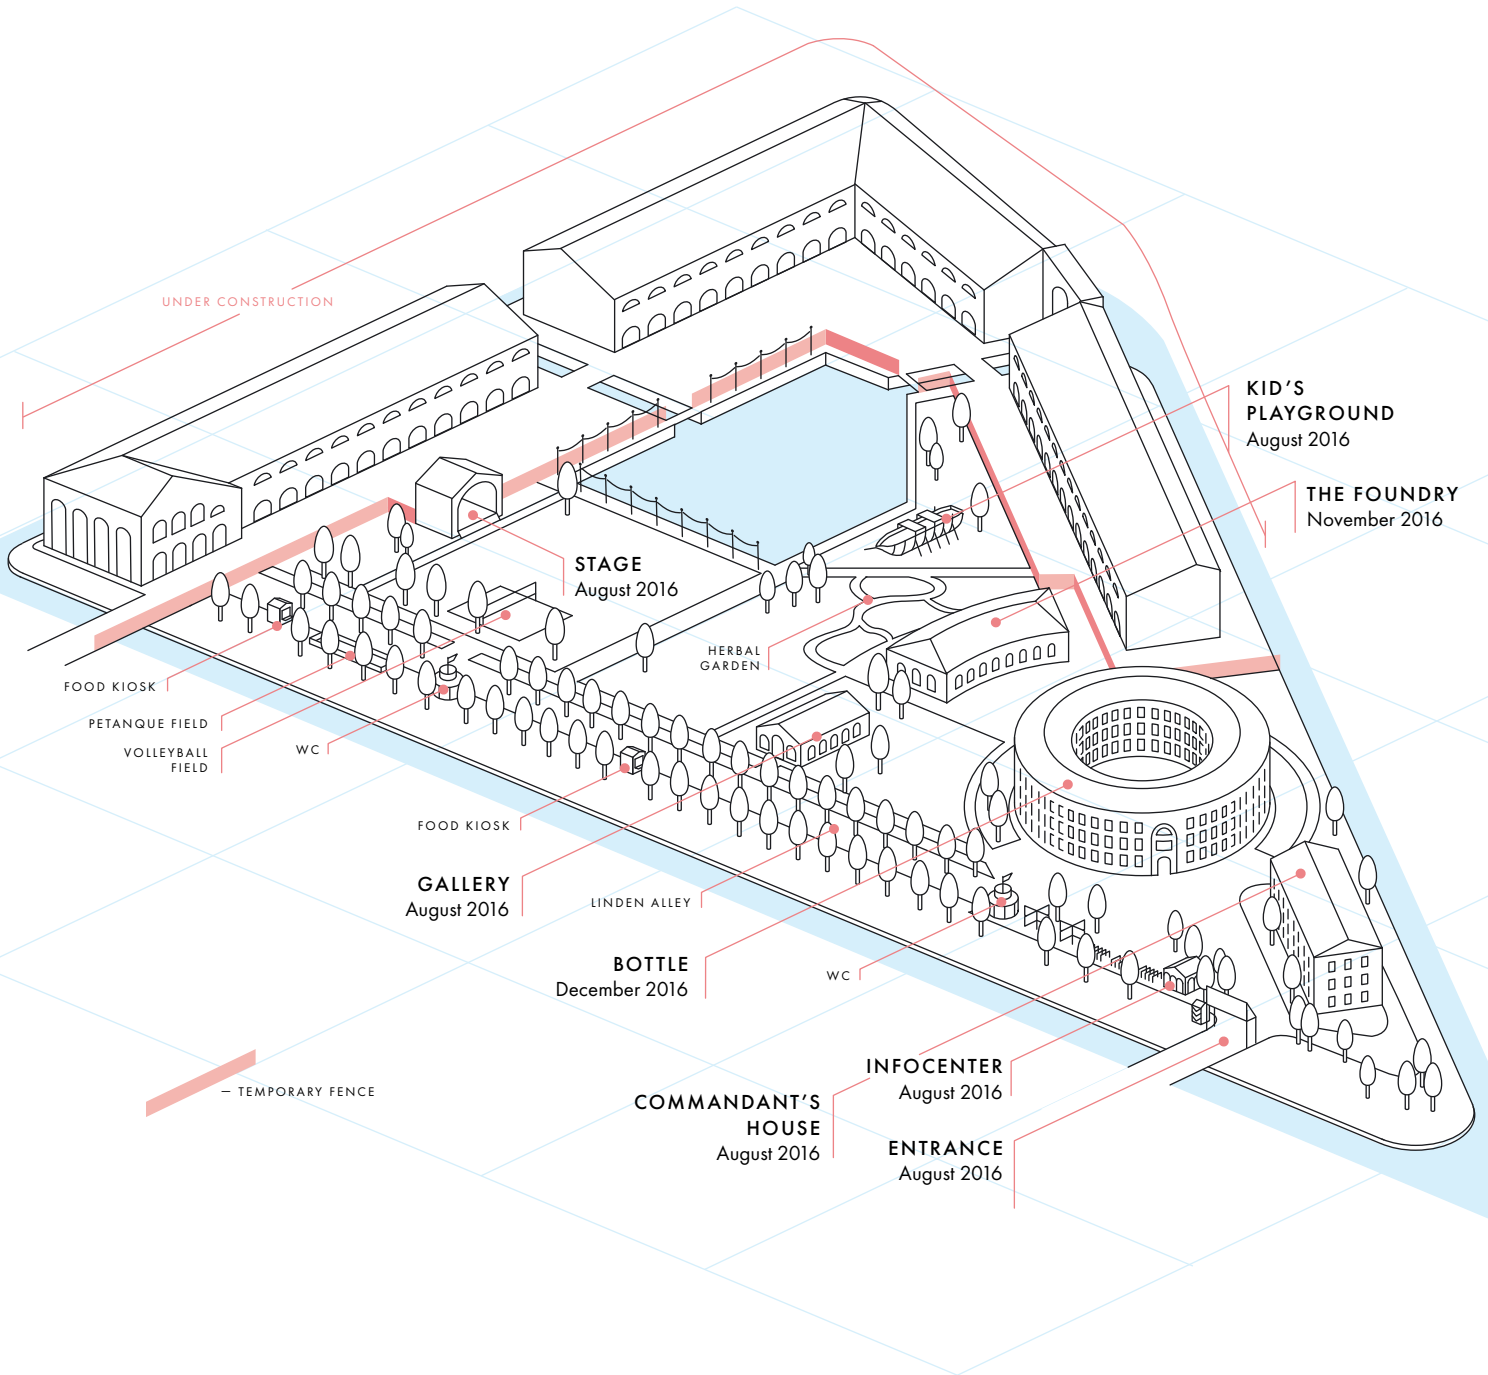 UNDER CONSTRUCTION
KID'S
PLAYGROUND
August 2016
THE FOUNDRY
November 2016
STAGE
August 2016
HERBAL
GARDEN
FOOD KIOSK
PETANQUE FIELD
VOLLEYBALL
FIELD
WC
FOOD KIOSK
GALLERY
August 2016
LINDEN ALLEY
BOTTLE
December 2016
WC
INFOCENTER
August 2016
COMMANDANT'S
HOUSE
August 2016
ENTRANCE
August 2016
– TEMPORARY FENCE